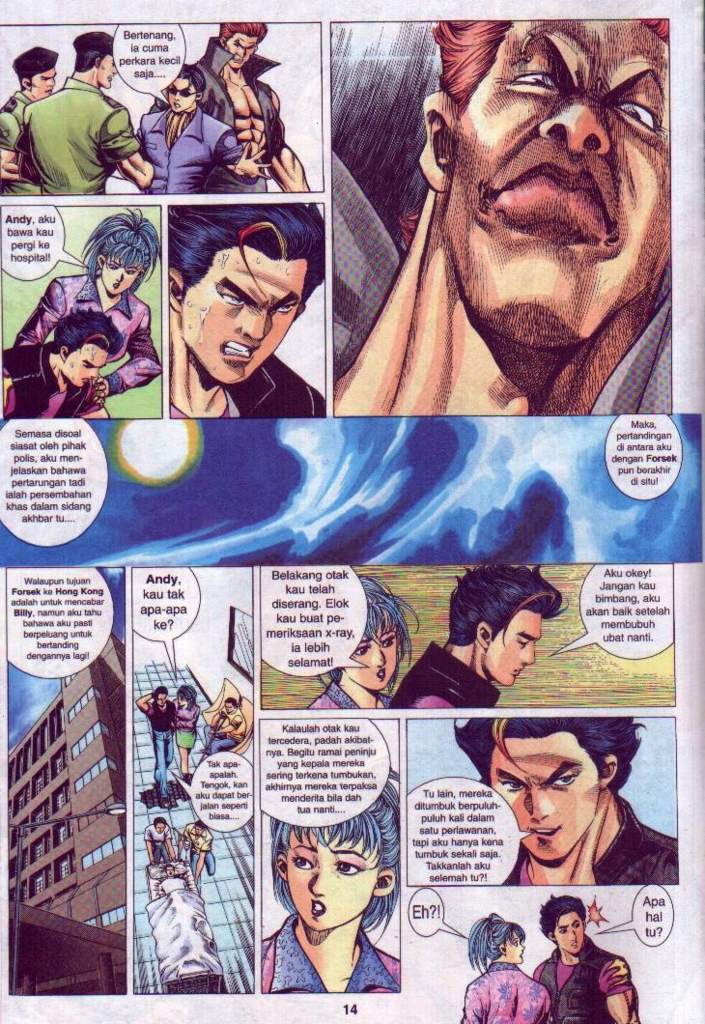 Bertenang,
ia cuma
perkara kecil
saja....
Andy, aku
bawa kau
pergi ke
hospital!
Semasa disoal
siasat oleh pihak
polis, aku men-
jelaskan bahawa
pertarungan tadi
ialah persembahan
khas dalam sidang
akhbar tu....
Maka,
pertandingan
di antara aku
dengan Forsek
pun berakhir
di situ!
Walaupun tujuan
Forsek ke Hong Kong
adalah untuk mencabar
Billy, namun aku tahu
bahawa aku pasti
berpeluang untuk
bertanding
dengannya lagi!
Andy,
kau tak
apa-apa
ke?
Tak apa-
apalah.
Tengok, kan
aku dapat ber-
jalan seperti
biasa....
Belakang otak
kau telah
diserang. Elok
kau buat pe-
meriksaan x-ray,
ia lebih
selamat!
Aku okey!
Jangan kau
bimbang, aku
akan baik setelah
membubuh
ubat nanti.
Kalaulah otak kau
tercedera, padah akibat-
nya. Begitu ramai peninju
yang kepala mereka
sering terkena tumbukan,
akhirnya mereka terpaksa
menderita bila dah
tua nanti....
Tu lain, mereka
ditumbuk berpuluh-
puluh kali dalam
satu perlawanan,
tapi aku hanya kena
tumbuk sekali saja.
Takkanlah aku
selemah tu?!
Eh?!
Apa
hal
tu?
14